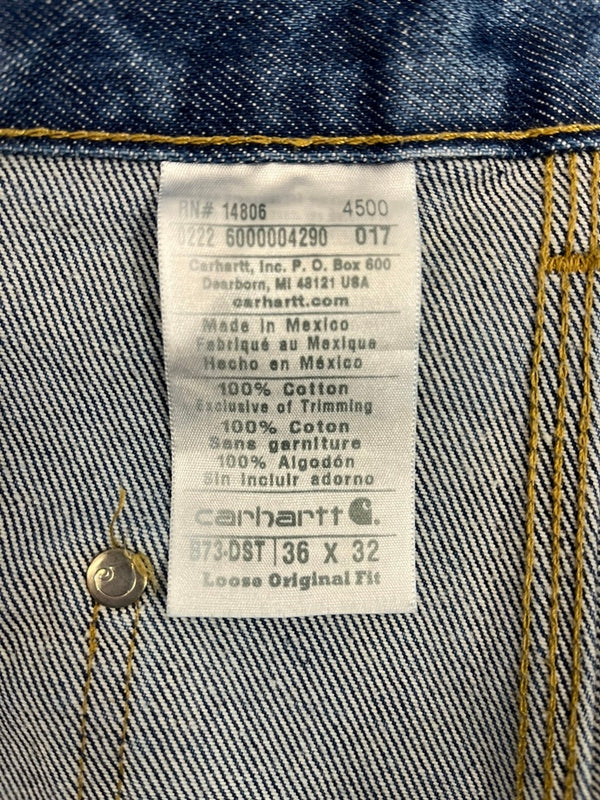 RN# 14806 4500
0222 6000004290 017
Carhartt, Inc. P. O. Box 600
Dearborn, MI 48121 USA
carhartt.com
Made in Mexico
Fabriqué au Mexique
Hecho en México
100% Cotton
Exclusive of Trimming
100% Coton
Sans garniture
100% Algodón
Sin incluir adorno
carhartt
B73-DST 36 X 32
Loose Original Fit